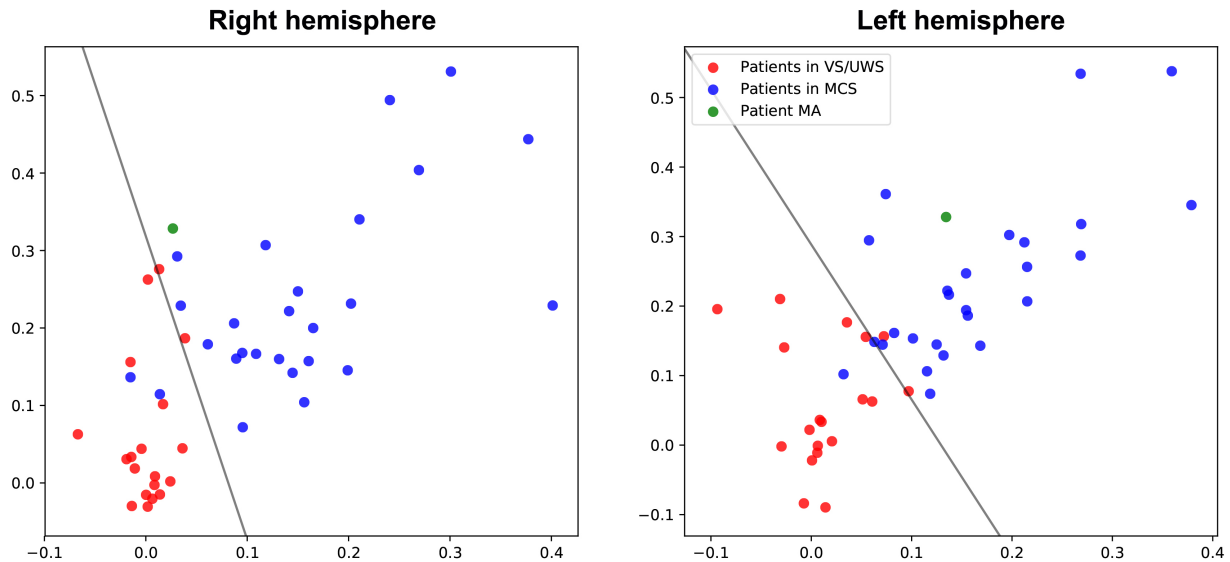 Right hemisphere
0.5
0.4
0.3
0.2
0.1
0.0
−0.1 0.0 0.1 0.2 0.3 0.4
Left hemisphere
Patients in VS/UWS
Patients in MCS
Patient MA
0.5
0.4
0.3
0.2
0.1
0.0
−0.1
−0.1 0.0 0.1 0.2 0.3 0.4